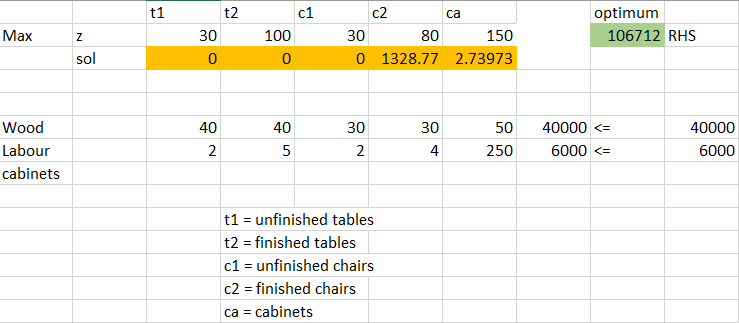 t1 t2 c1 c2 ca optimum
Max z 30 100 30 80 150 106712 RHS
sol 0 0 0 1328.77 2.73973
Wood 40 40 30 30 50 40000 <= 40000
Labour 2 5 2 4 250 6000 <= 6000
cabinets
t1 = unfinished tables
t2 = finished tables
c1 = unfinished chairs
c2 = finished chairs
ca = cabinets